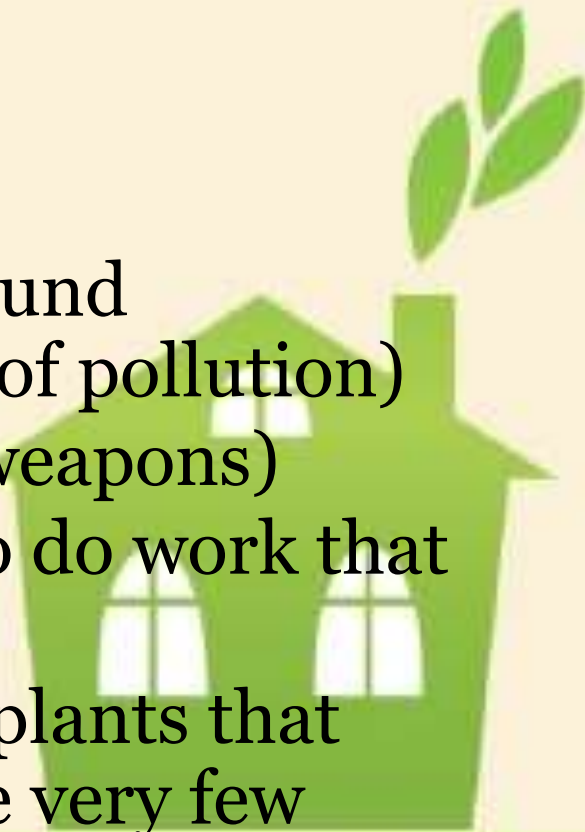 und
of pollution)
weapons)
o do work that
plants that
e very few